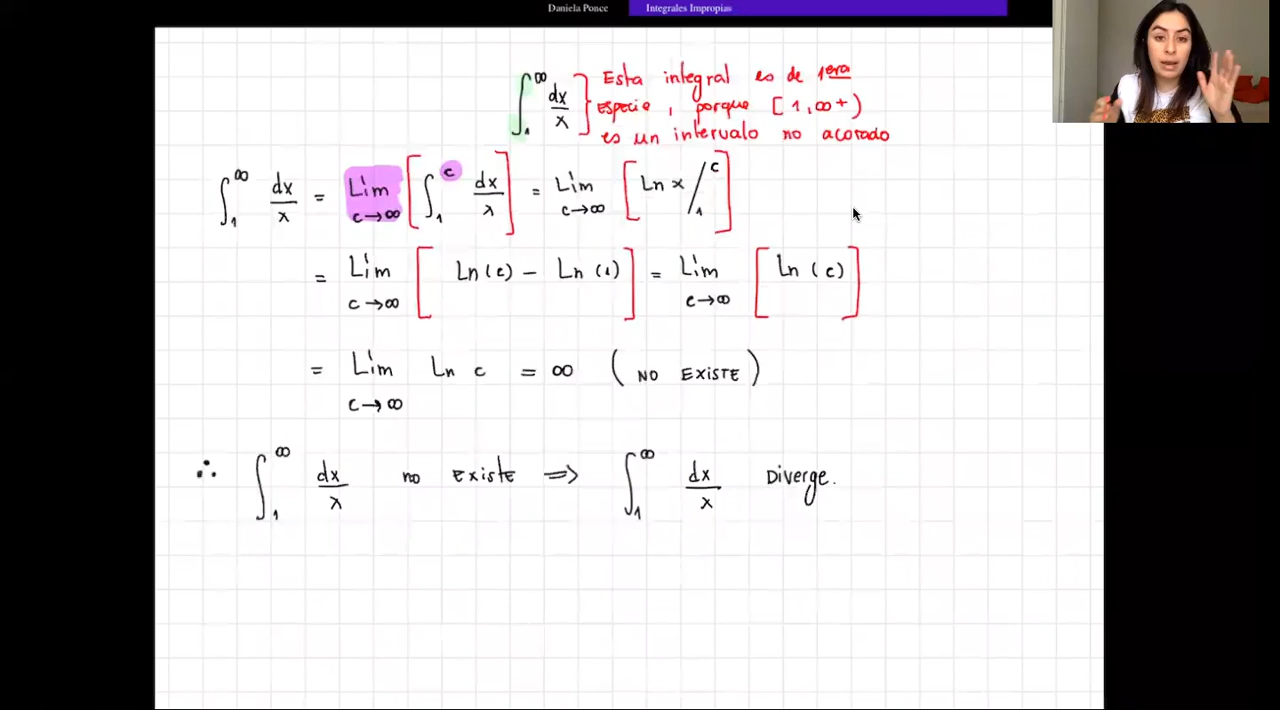 Daniela Ponce Integrales Impropias
∫₁^∞ dx/x } Esta integral es de 1era
especie, porque [1,∞+)
es un intervalo no acotado
∫₁^∞ dx/x = Lim c→∞ [∫₁^c dx/x] = Lim c→∞ [Ln x /₁^c]
= Lim c→∞ [Ln(c) - Ln(1)] = Lim c→∞ [Ln(c)]
= Lim c→∞ Ln c = ∞ (NO EXISTE)
∴ ∫₁^∞ dx/x no Existe ⇒ ∫₁^∞ dx/x Diverge.